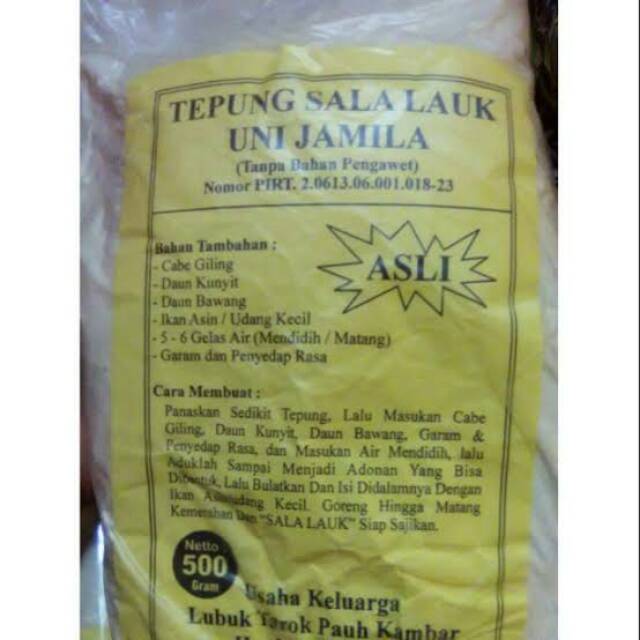 TEPUNG SALA LAUK
UNI JAMILA
(Tanpa Bahan Pengawet)
Nomor PIRT. 2.0613.06.001.018-23
Bahan Tambahan :
- Cabe Giling
- Daun Kunyit
- Daun Bawang
- Ikan Asin / Udang Kecil
- 5 - 6 Gelas Air (Mendidih / Matang)
- Garam dan Penyedap Rasa
ASLI
Cara Membuat :
Panaskan Sedikit Tepung, Lalu Masukan Cabe
Giling, Daun Kunyit, Daun Bawang, Garam &
Penyedap Rasa, dan Masukan Air Mendidih, lalu
Aduklah Sampai Menjadi Adonan Yang Bisa
Dibentuk, Lalu Bulatkan Dan Isi Didalamnya Dengan
Ikan Kecil. Goreng Hingga Matang
Kemerahan Dan "SALA LAUK" Siap Sajikan.
Netto
500
Gram
Usaha Keluarga
Lubuk Tarok Pauh Kambar